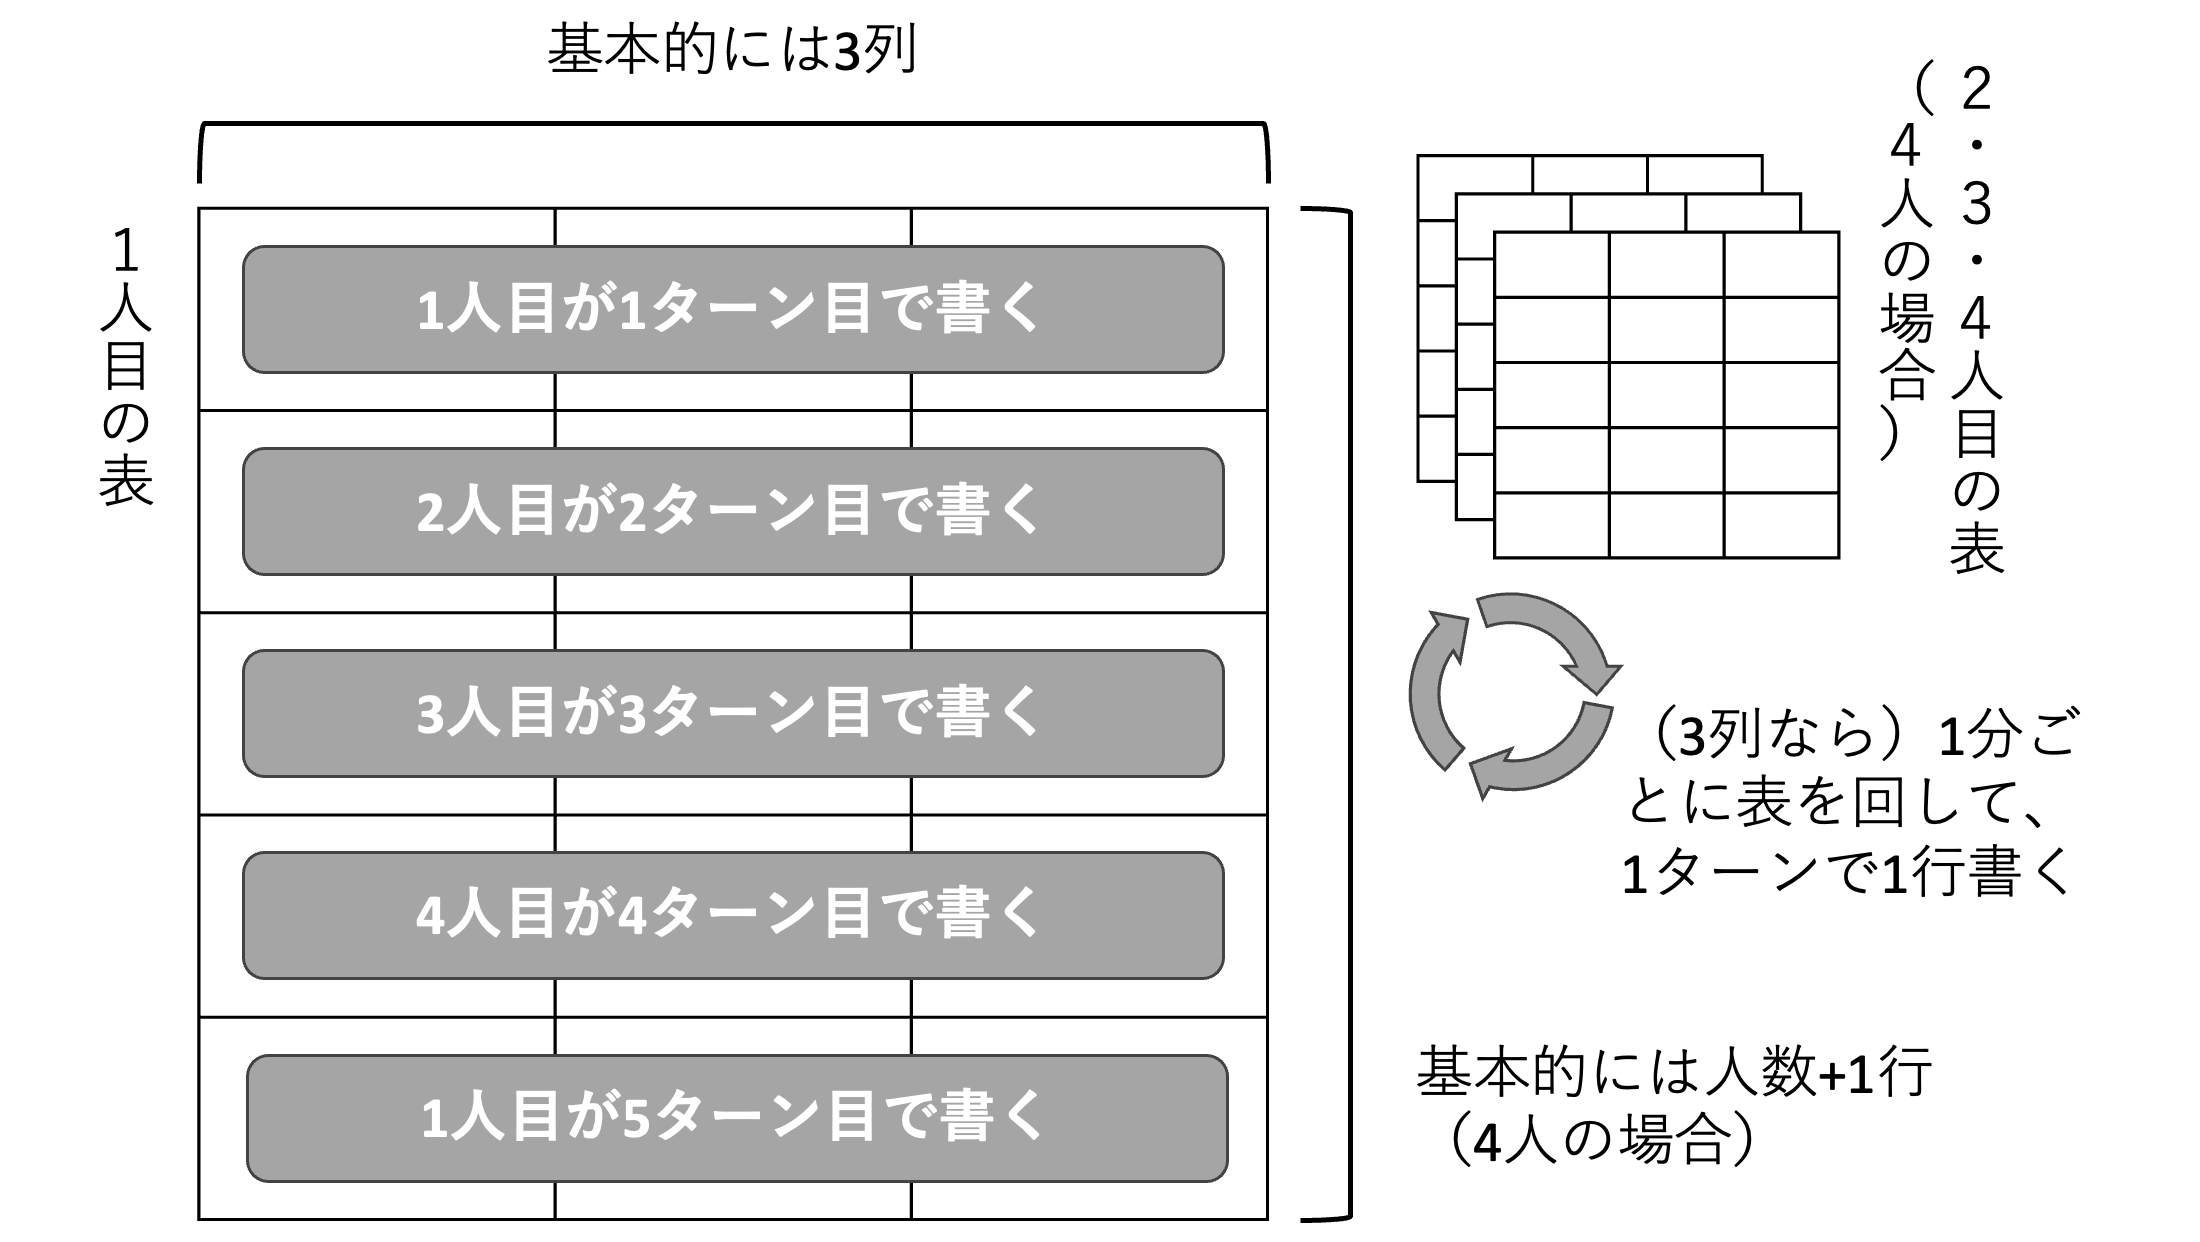 基本的には3列
1人目の表
1人目が1ターン目で書く
2人目が2ターン目で書く
3人目が3ターン目で書く
4人目が4ターン目で書く
1人目が5ターン目で書く
2・3・4人目の表
（4人の場合）
（3列なら）1分ご
とに表を回して、
1ターンで1行書く
基本的には人数+1行
（4人の場合）